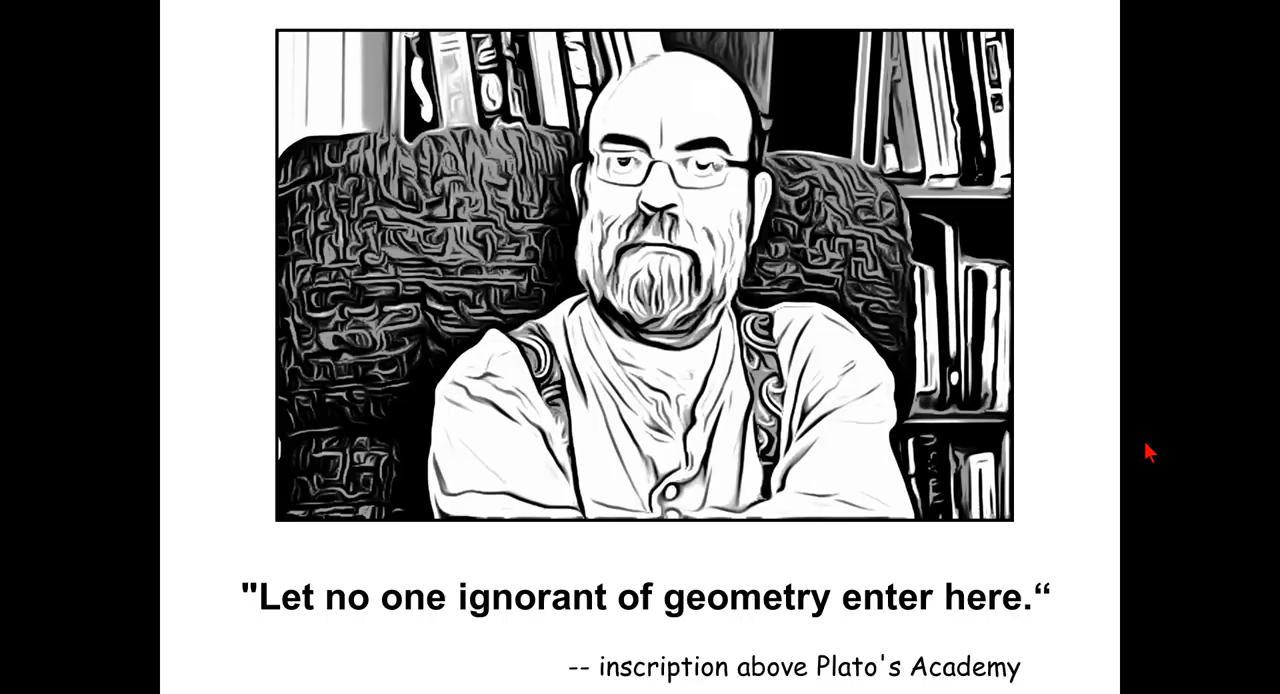 "Let no one ignorant of geometry enter here.“
-- inscription above Plato's Academy